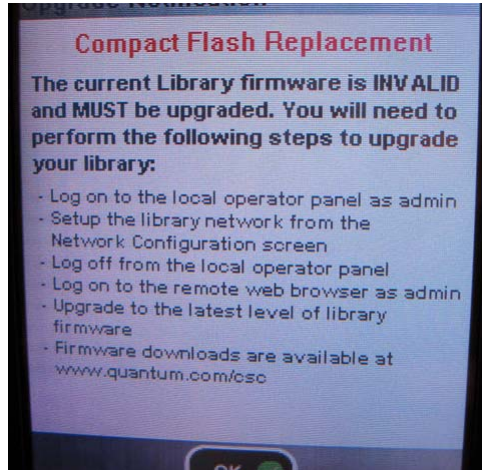 Upgrade Notification
Compact Flash Replacement
The current Library firmware is INVALID
and MUST be upgraded. You will need to
perform the following steps to upgrade
your library:
- Log on to the local operator panel as admin
- Setup the library network from the
Network Configuration screen
- Log off from the local operator panel
- Log on to the remote web browser as admin
- Upgrade to the latest level of library
firmware
- Firmware downloads are available at
www.quantum.com/csc
OK